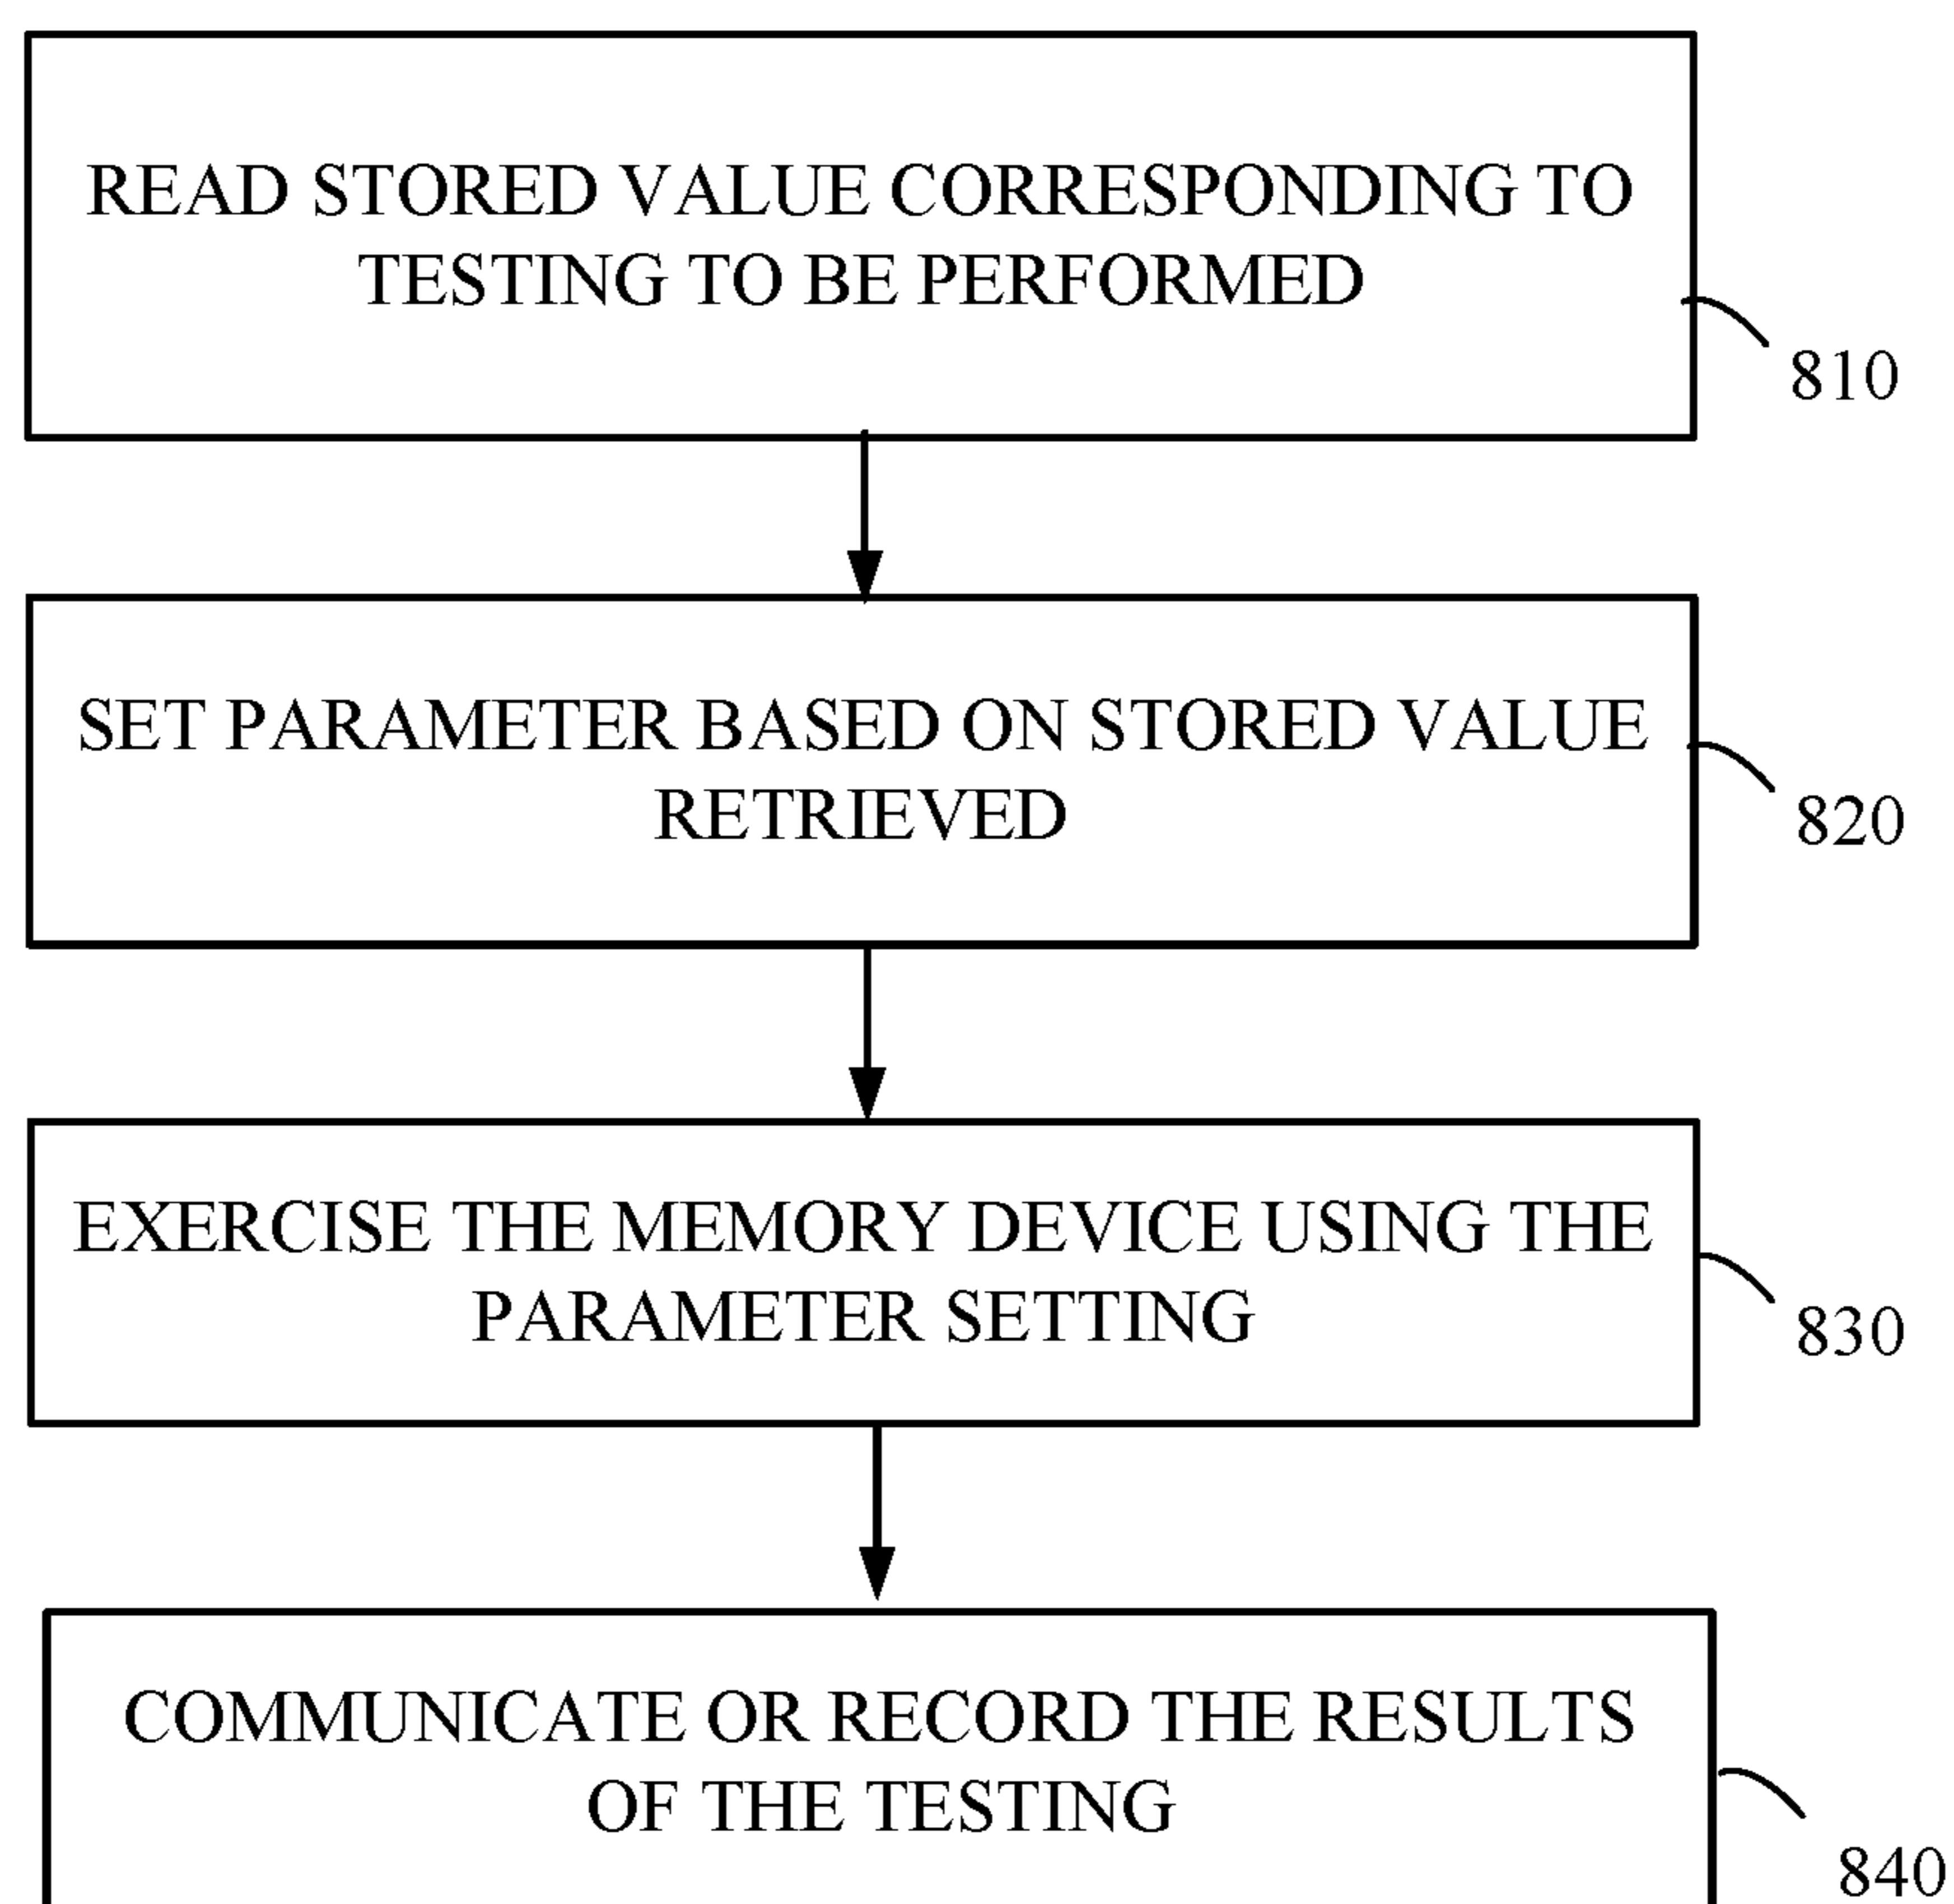 READ STORED VALUE CORRESPONDING TO
TESTING TO BE PERFORMED
810
SET PARAMETER BASED ON STORED VALUE
RETRIEVED
820
EXERCISE THE MEMORY DEVICE USING THE
PARAMETER SETTING
830
COMMUNICATE OR RECORD THE RESULTS
OF THE TESTING
840